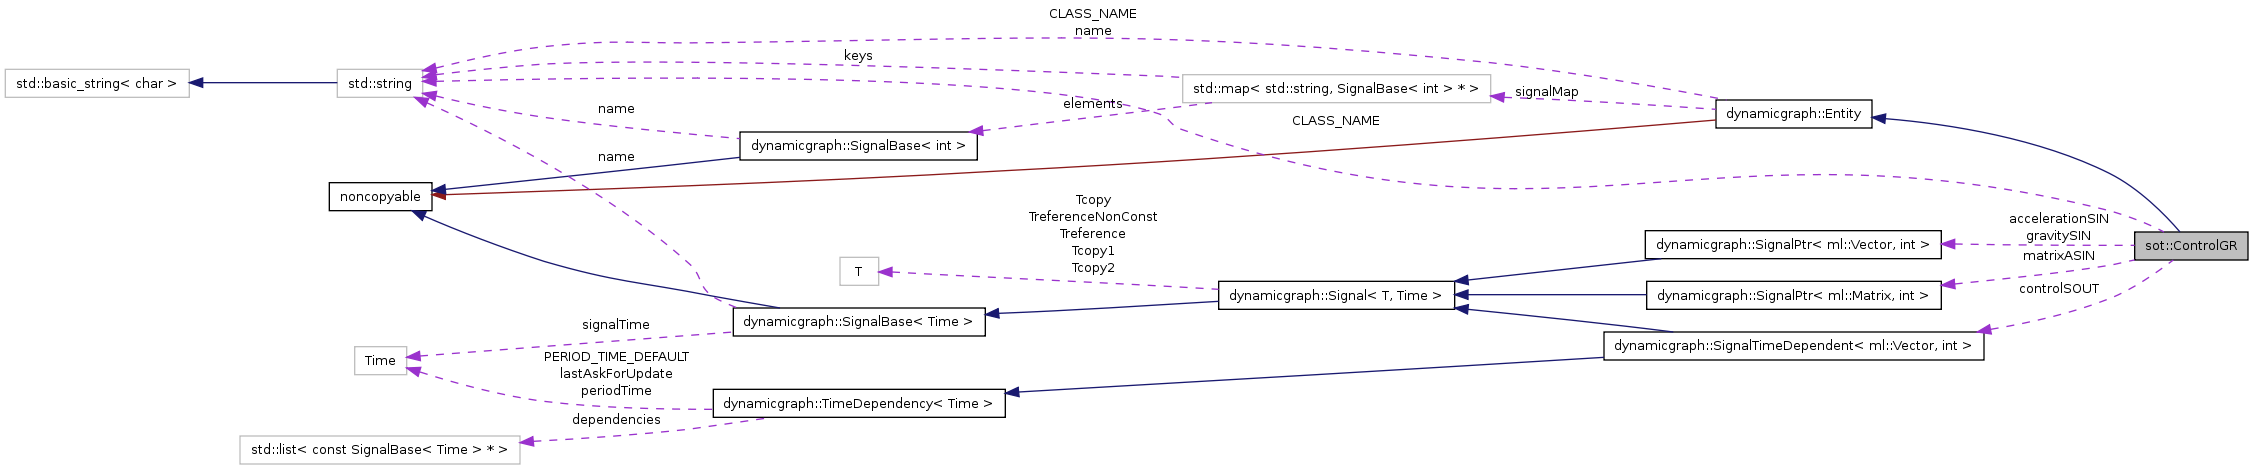 CLASS_NAME
name
keys
std::basic_string< char >
std::string
std::map< std::string, SignalBase< int > * >
signalMap
elements
name
dynamicgraph::Entity
CLASS_NAME
dynamicgraph::SignalBase< int >
name
noncopyable
Tcopy
TreferenceNonConst
Treference
Tcopy1
Tcopy2
accelerationSIN
gravitySIN
dynamicgraph::SignalPtr< ml::Vector, int >
sot::ControlGR
matrixASIN
T
controlSOUT
dynamicgraph::Signal< T, Time >
dynamicgraph::SignalPtr< ml::Matrix, int >
dynamicgraph::SignalBase< Time >
signalTime
dynamicgraph::SignalTimeDependent< ml::Vector, int >
Time
PERIOD_TIME_DEFAULT
lastAskForUpdate
periodTime
dynamicgraph::TimeDependency< Time >
dependencies
std::list< const SignalBase< Time > * >